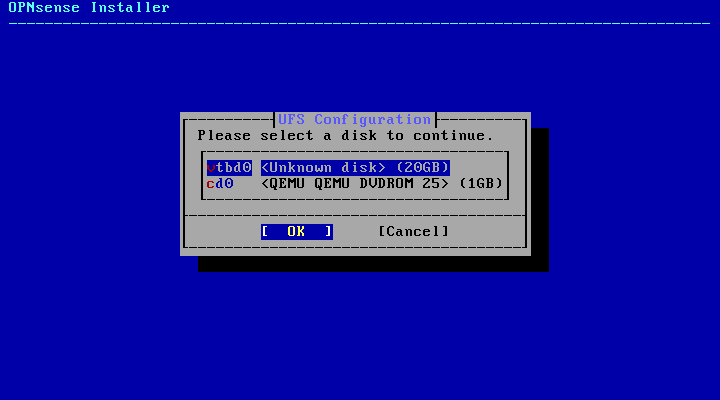 OPNsense Installer
UFS Configuration
Please select a disk to continue.
vtbd0 <Unknown disk> (20GB)
cd0 <QEMU QEMU DVDROM 25> (1GB)
[ OK ] [Cancel]